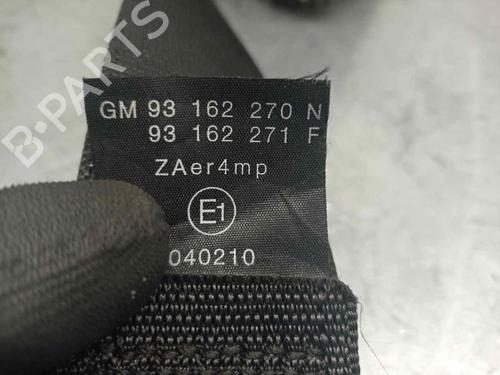 GM 93 162 270 N
93 162 271 F
ZAer4mp
E1
040210
B-PARTS